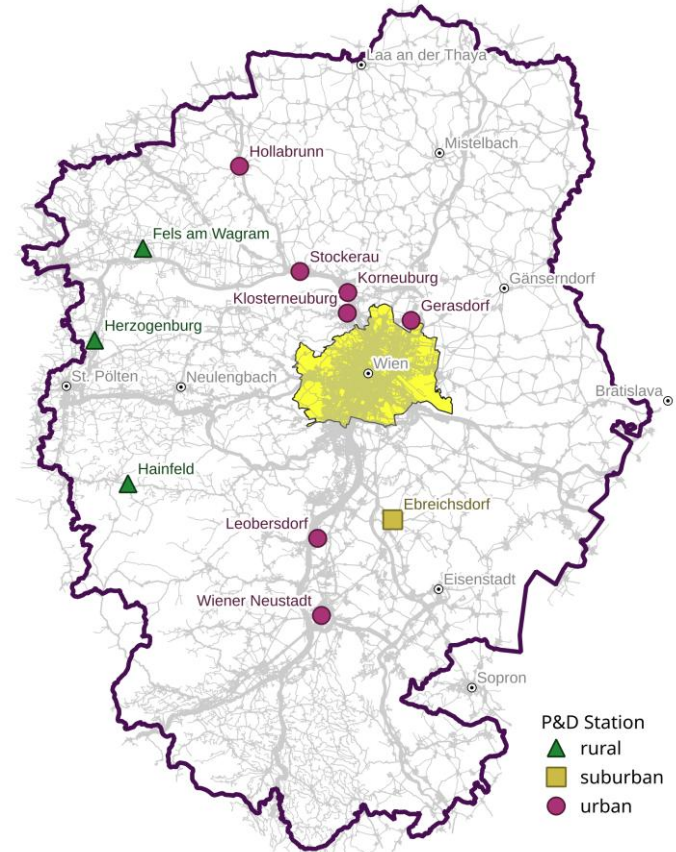 Laa an der Thaya
Mistelbach
Hollabrunn
Fels am Wagram
Stockerau
Korneuburg
Gänserndorf
Klosterneuburg
Gerasdorf
Herzogenburg
Wien
St. Pölten
Neulengbach
Bratislava
Hainfeld
Ebreichsdorf
Leobersdorf
Eisenstadt
Wiener Neustadt
Sopron
P&D Station
rural
suburban
urban